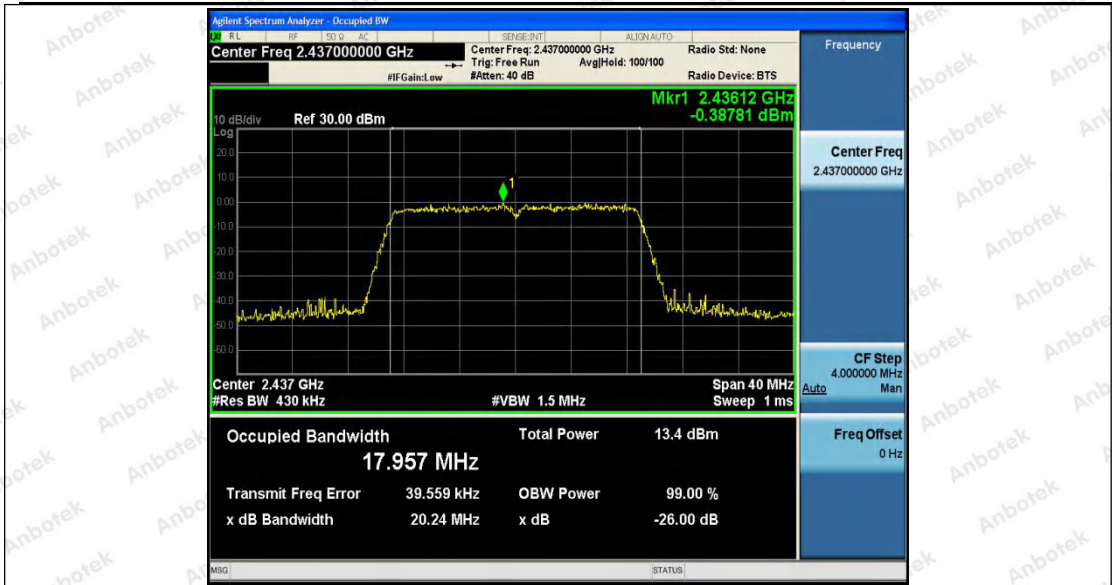 Agilent Spectrum Analyzer - Occupied BW
RL RF 50 Ω AC SENSE:INT ALIGNAUTO
Center Freq 2.437000000 GHz
Center Freq: 2.437000000 GHz
Radio Std: None
Trig: Free Run Avg|Hold: 100/100
#IFGain:Low #Atten: 40 dB Radio Device: BTS
Mkr1 2.43612 GHz
-0.38781 dBm
10 dB/div Ref 30.00 dBm
Log
20.0
10.0
0.00
-10.0
-20.0
-30.0
-40.0
-50.0
-60.0
1
Center 2.437 GHz Span 40 MHz
#Res BW 430 kHz #VBW 1.5 MHz Sweep 1 ms
Occupied Bandwidth Total Power 13.4 dBm
17.957 MHz
Transmit Freq Error 39.559 kHz OBW Power 99.00 %
x dB Bandwidth 20.24 MHz x dB -26.00 dB
MSG STATUS
Frequency
Center Freq
2.437000000 GHz
CF Step
4.000000 MHz
Auto Man
Freq Offset
0 Hz
Anbotek